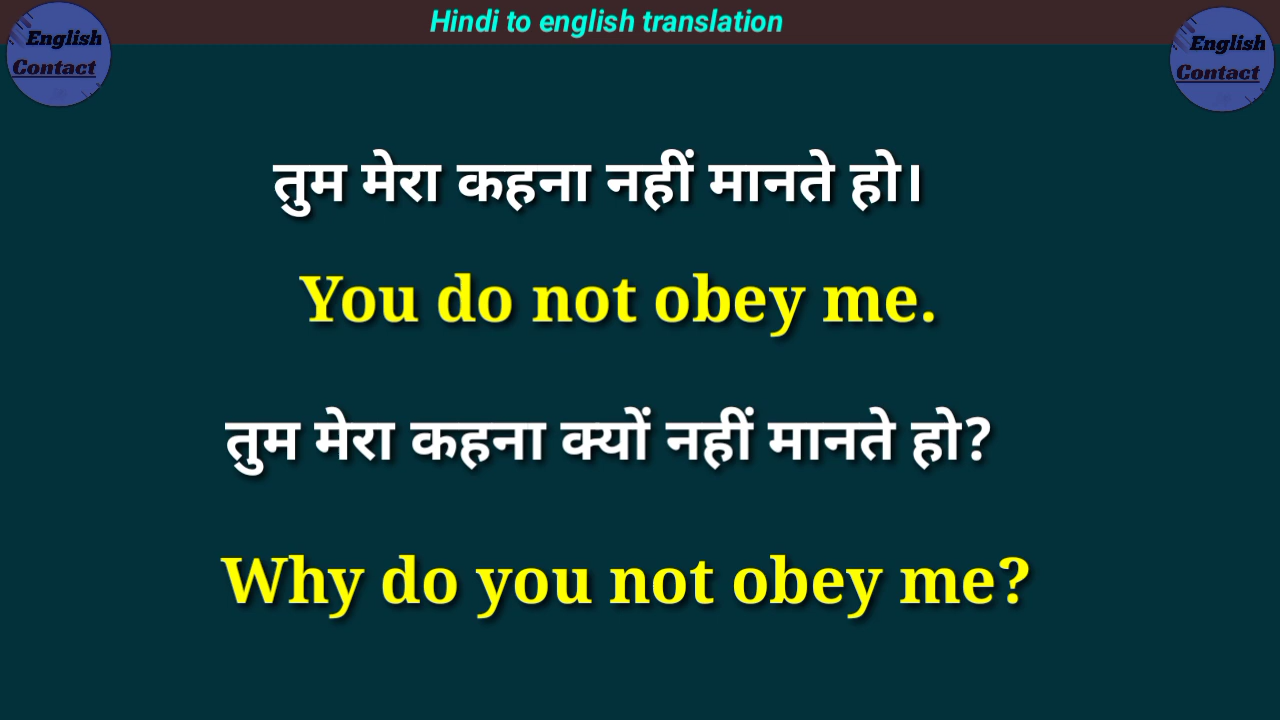 Hindi to english translation
English
Contact
English
Contact
तुम मेरा कहना नहीं मानते हो।
You do not obey me.
तुम मेरा कहना क्यों नहीं मानते हो?
Why do you not obey me?